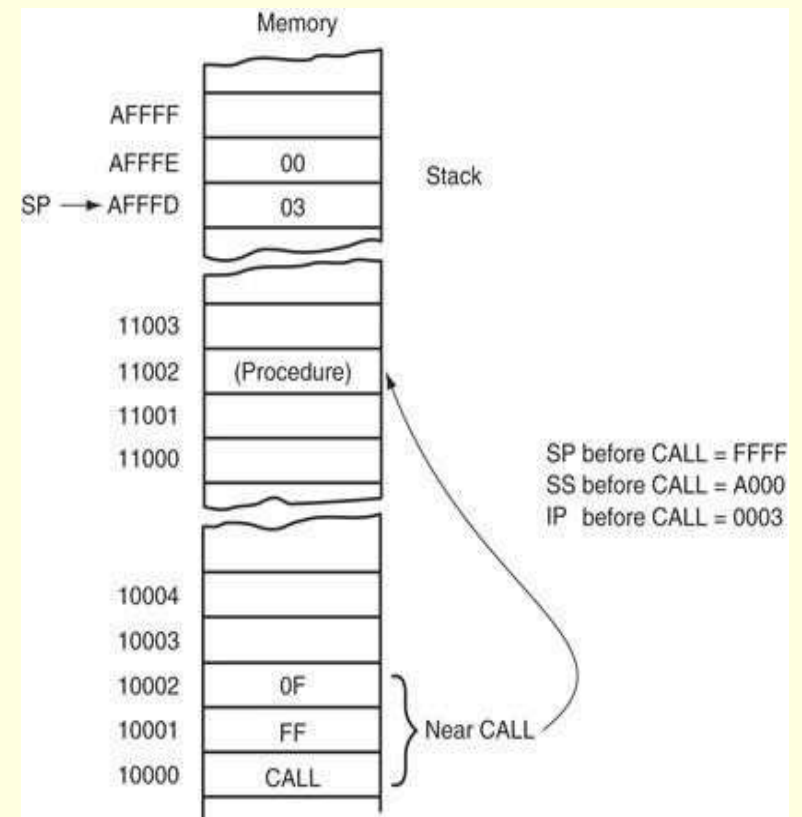 Memory
AFFFF
AFFFE 00
Stack
SP AFFFD 03
11003
11002 (Procedure)
11001
11000
SP before CALL = FFFF
SS before CALL = A000
IP before CALL = 0003
10004
10003
10002 0F
10001 FF Near CALL
10000 CALL